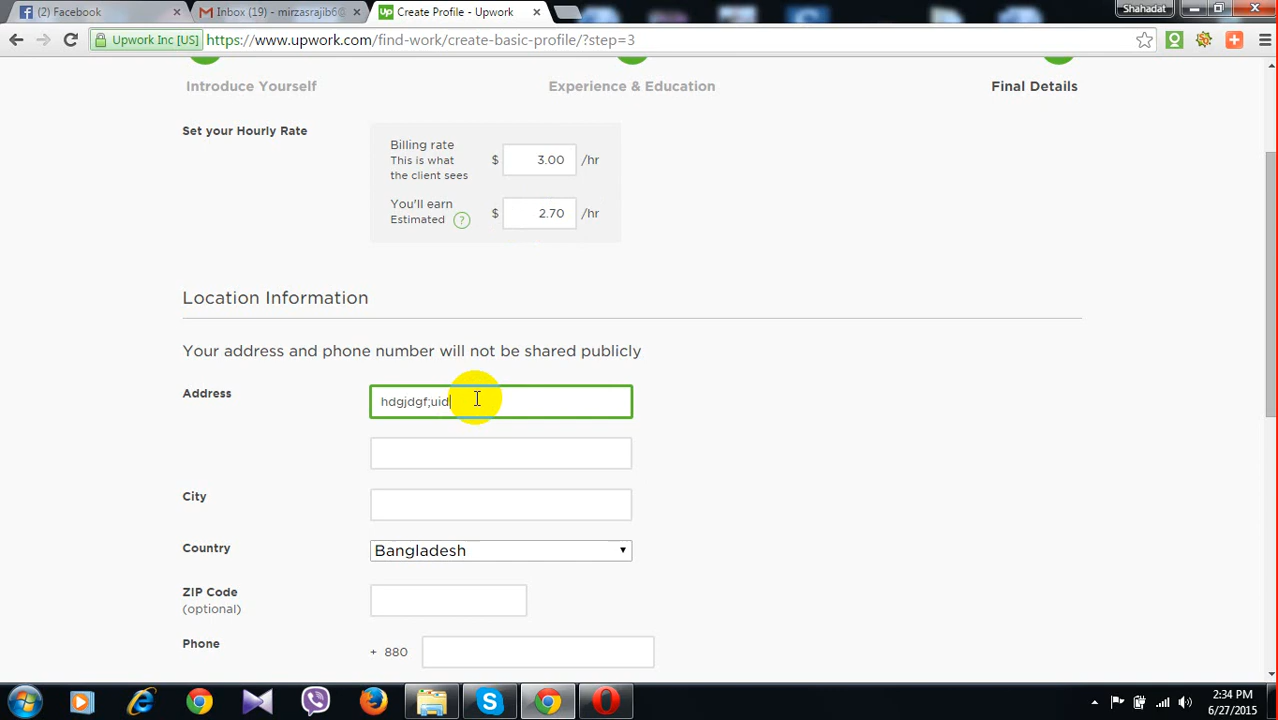 (2) Facebook
Inbox (19) - mirzasrajib6@
Create Profile - Upwork
Shahadat
Upwork Inc [US]
https://www.upwork.com/find-work/create-basic-profile/?step=3
Introduce Yourself
Experience & Education
Final Details
Set your Hourly Rate
Billing rate
This is what
the client sees
$ 3.00 /hr
You'll earn
Estimated ?
$ 2.70 /hr
Location Information
Your address and phone number will not be shared publicly
Address
hdgjdgf;uid
City
Country
Bangladesh
ZIP Code
(optional)
Phone
+ 880
2:34 PM
6/27/2015